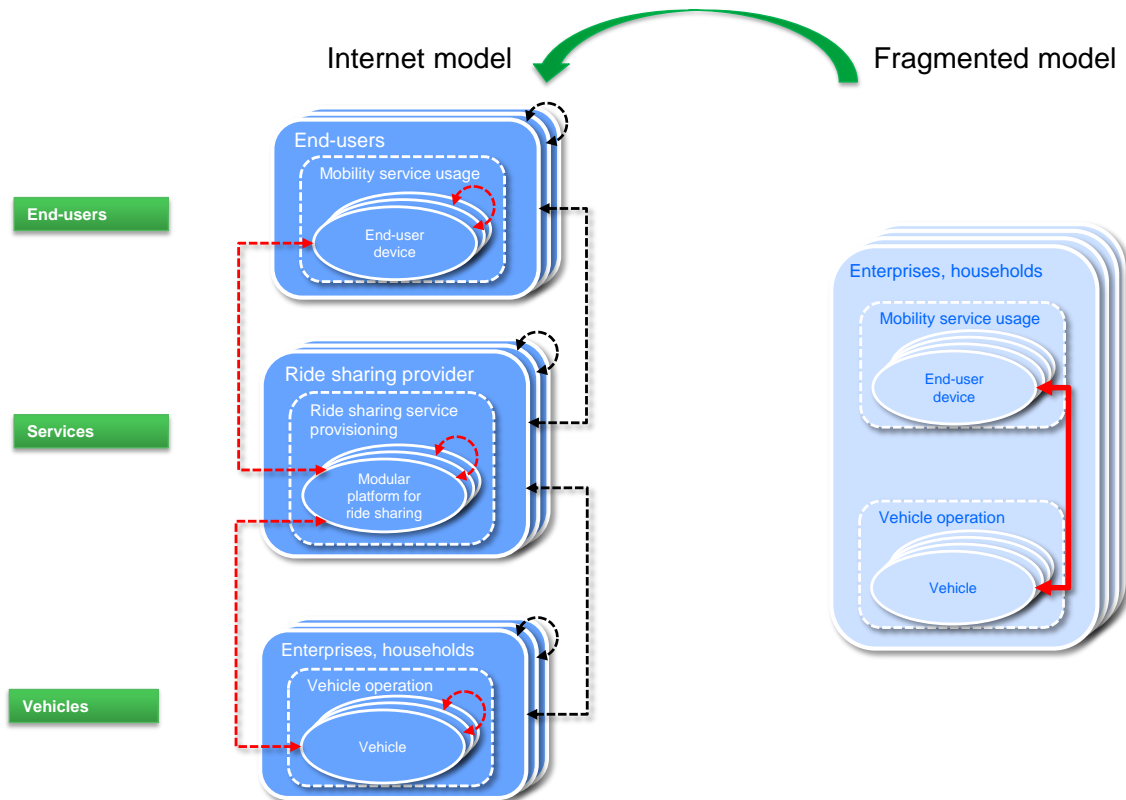 Internet model
Fragmented model
End-users
End-users
Mobility service usage
End-user
device
Services
Ride sharing provider
Ride sharing service
provisioning
Modular
platform for
ride sharing
Vehicles
Enterprises, households
Vehicle operation
Vehicle
Enterprises, households
Mobility service usage
End-user
device
Vehicle operation
Vehicle